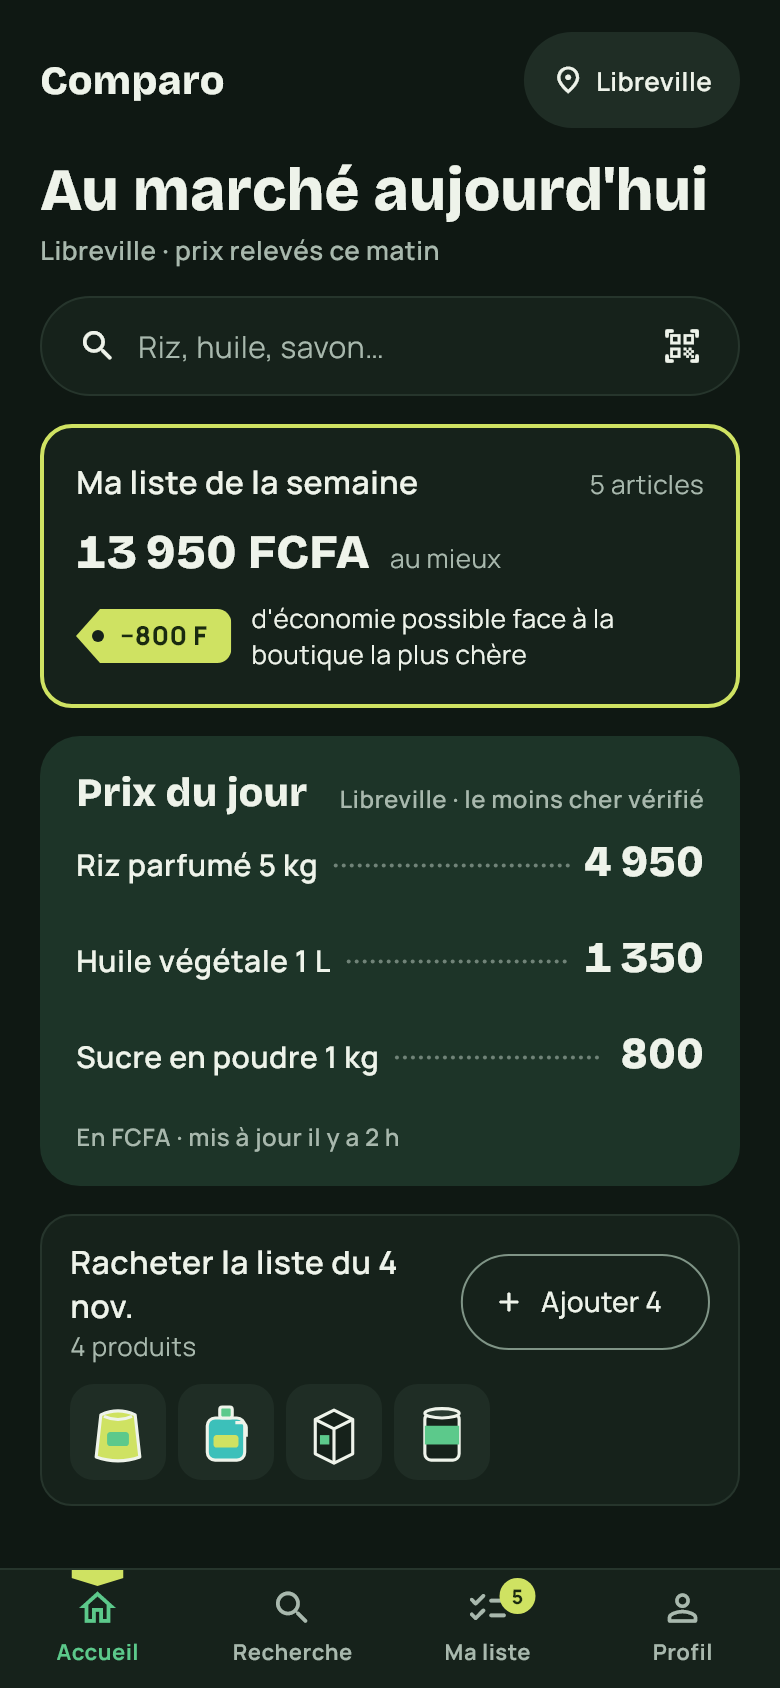 Comparo
Libreville
Au marché aujourd'hui
Libreville · prix relevés ce matin
Riz, huile, savon...
Ma liste de la semaine
5 articles
13 950 FCFA au mieux
−800 F
d'économie possible face à la
boutique la plus chère
Prix du jour
Libreville · le moins cher vérifié
Riz parfumé 5 kg 4 950
Huile végétale 1 L 1 350
Sucre en poudre 1 kg 800
En FCFA · mis à jour il y a 2 h
Racheter la liste du 4
nov.
4 produits
+ Ajouter 4
5
Accueil
Recherche
Ma liste
Profil